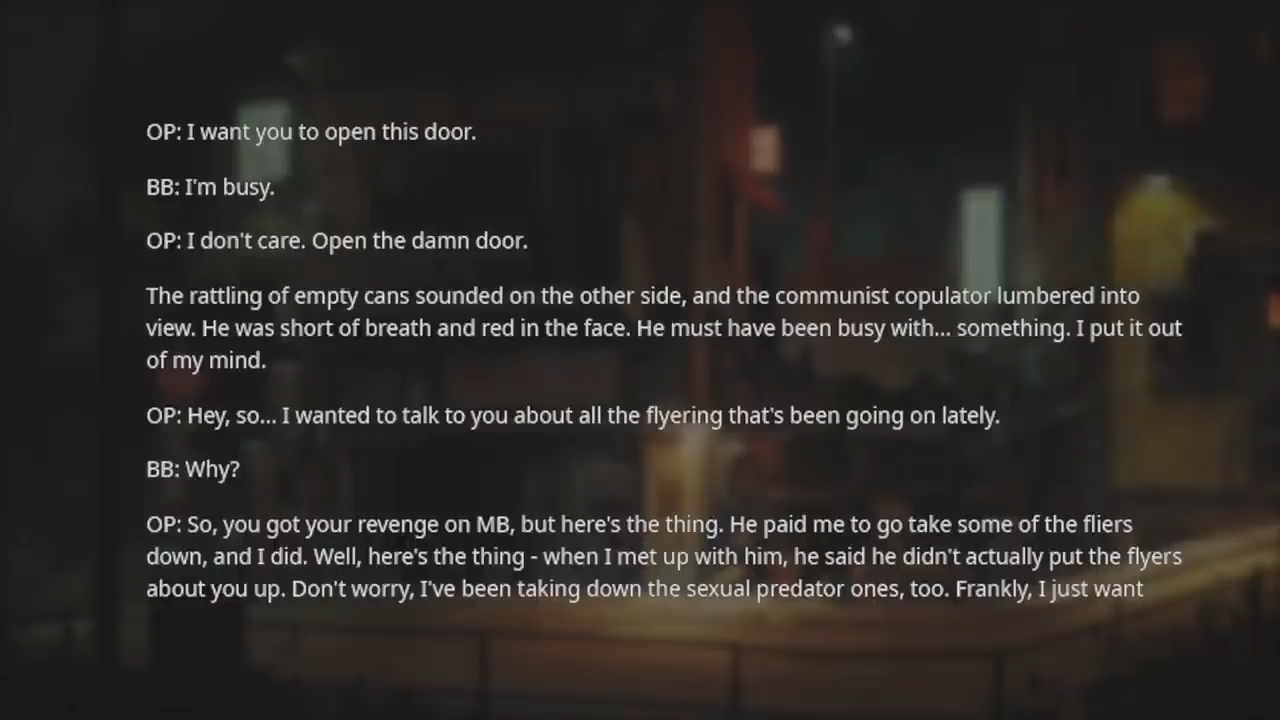 OP: I want you to open this door.
BB: I'm busy.
OP: I don't care. Open the damn door.
The rattling of empty cans sounded on the other side, and the communist copulator lumbered into
view. He was short of breath and red in the face. He must have been busy with... something. I put it out
of my mind.
OP: Hey, so... I wanted to talk to you about all the flyering that's been going on lately.
BB: Why?
OP: So, you got your revenge on MB, but here's the thing. He paid me to go take some of the fliers
down, and I did. Well, here's the thing - when I met up with him, he said he didn't actually put the flyers
about you up. Don't worry, I've been taking down the sexual predator ones, too. Frankly, I just want